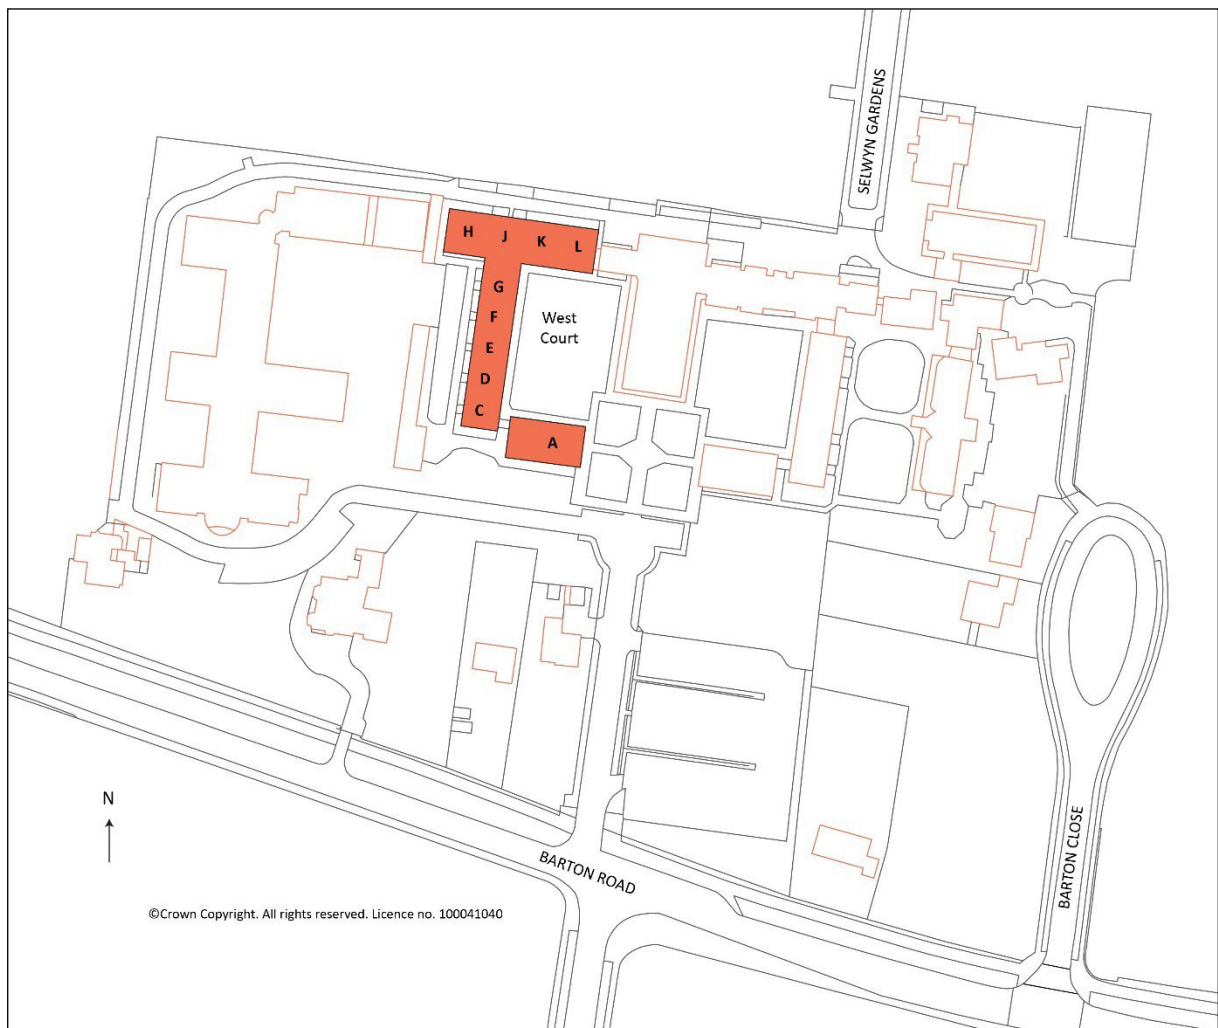 SELWYN GARDENS
H
J
K
L
G
F
West
Court
E
D
C
A
N
BARTON CLOSE
BARTON ROAD
©Crown Copyright. All rights reserved. Licence no. 100041040